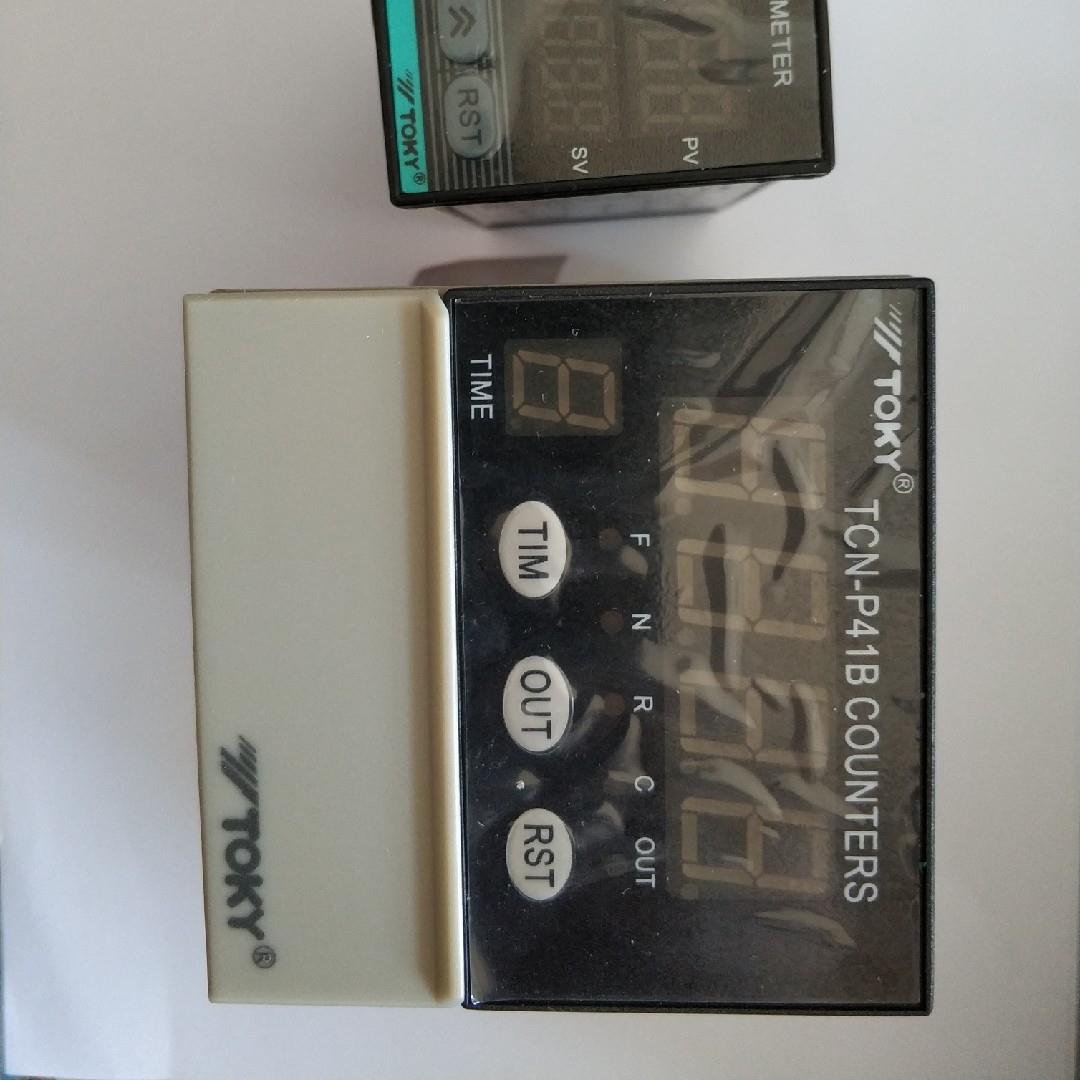 TOKY®
TCN-P41B COUNTERS
F N R C OUT
TIME
TIM OUT RST
TOKY®
METER
PV
SV
RST
TOKY®